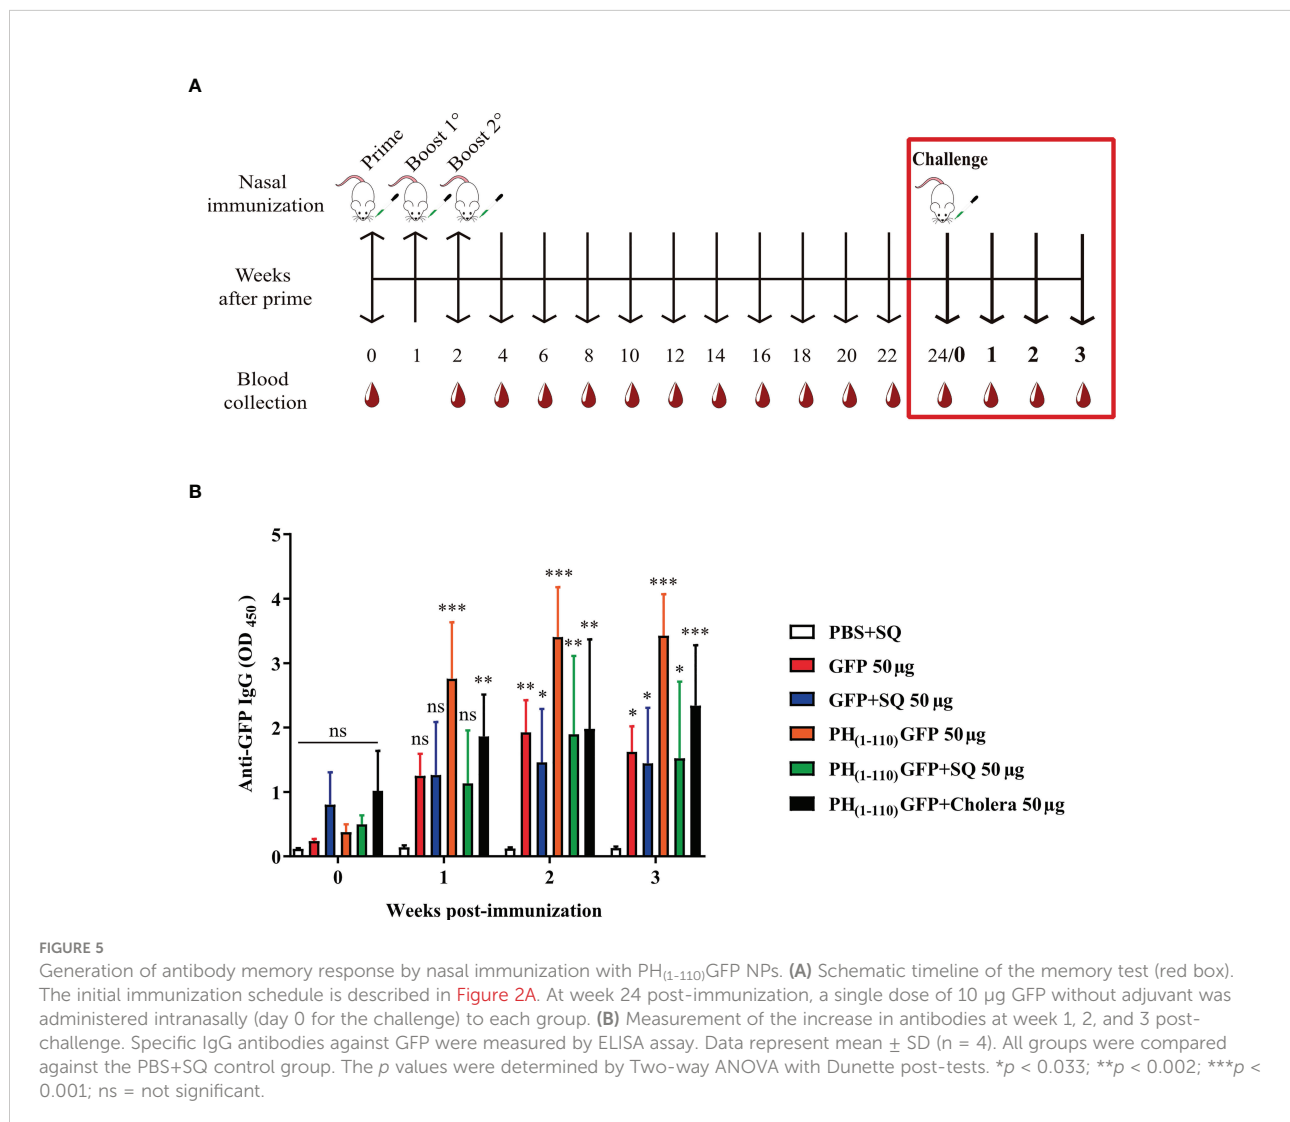 A
Prime
Boost 1°
Boost 2°
Challenge
Nasal
immunization
Weeks
after prime
0 1 2 4 6 8 10 12 14 16 18 20 22 24/0 1 2 3
Blood
collection
B
5
4
3
2
1
0
Anti-GFP IgG (OD 450)
ns
ns ns *** ns **
** * *** ** **
* * *** * ***
0 1 2 3
Weeks post-immunization
PBS+SQ
GFP 50 µg
GFP+SQ 50 µg
PH(1-110)GFP 50 µg
PH(1-110)GFP+SQ 50 µg
PH(1-110)GFP+Cholera 50 µg
FIGURE 5
Generation of antibody memory response by nasal immunization with PH(1-110)GFP NPs. (A) Schematic timeline of the memory test (red box).
The initial immunization schedule is described in Figure 2A. At week 24 post-immunization, a single dose of 10 µg GFP without adjuvant was
administered intranasally (day 0 for the challenge) to each group. (B) Measurement of the increase in antibodies at week 1, 2, and 3 post-
challenge. Specific IgG antibodies against GFP were measured by ELISA assay. Data represent mean ± SD (n = 4). All groups were compared
against the PBS+SQ control group. The p values were determined by Two-way ANOVA with Dunette post-tests. *p < 0.033; **p < 0.002; ***p <
0.001; ns = not significant.